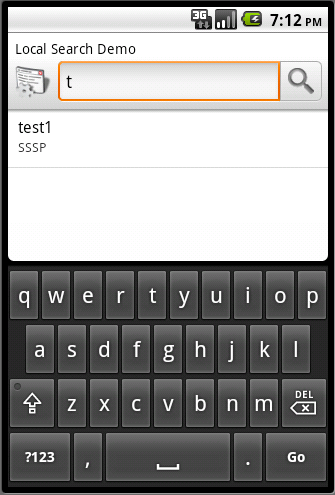 3G 7:12 PM
Local Search Demo
t
test1
SSSP
q w e r t y u i o p
a s d f g h j k l
z x c v b n m DEL
?123 , . Go